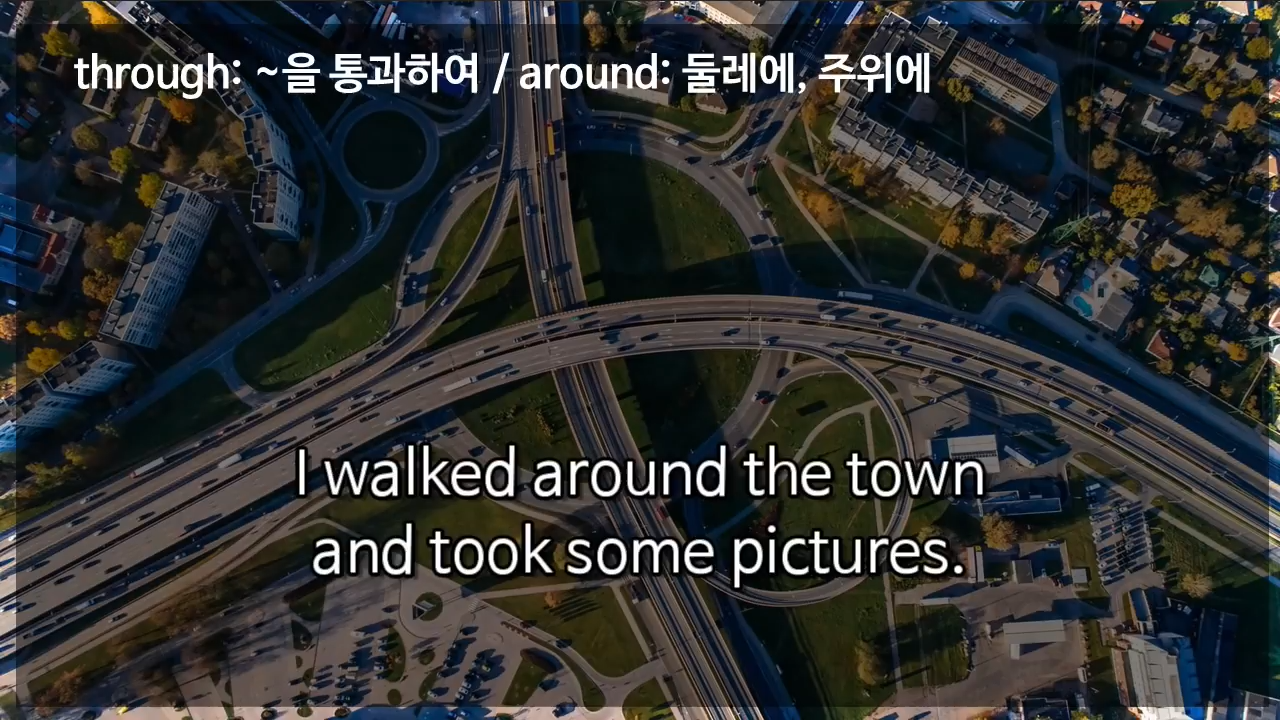 through: ~을 통과하여 / around: 둘레에, 주위에
I walked around the town
and took some pictures.